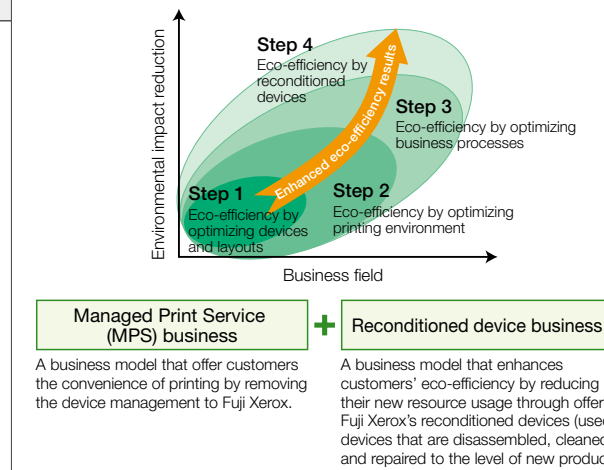 Environmental impact reduction
Step 4
Eco-efficiency by
reconditioned
devices
Enhanced eco-efficiency results
Step 3
Eco-efficiency by optimizing
business processes
Step 1
Eco-efficiency by
optimizing devices
and layouts
Step 2
Eco-efficiency by optimizing
printing environment
Business field
Managed Print Service
(MPS) business
+
Reconditioned device business
A business model that offer customers
the convenience of printing by removing
the device management to Fuji Xerox.
A business model that enhances
customers’ eco-efficiency by reducing
their new resource usage through offer
Fuji Xerox’s reconditioned devices (used
devices that are disassembled, cleaned
and repaired to the level of new produc